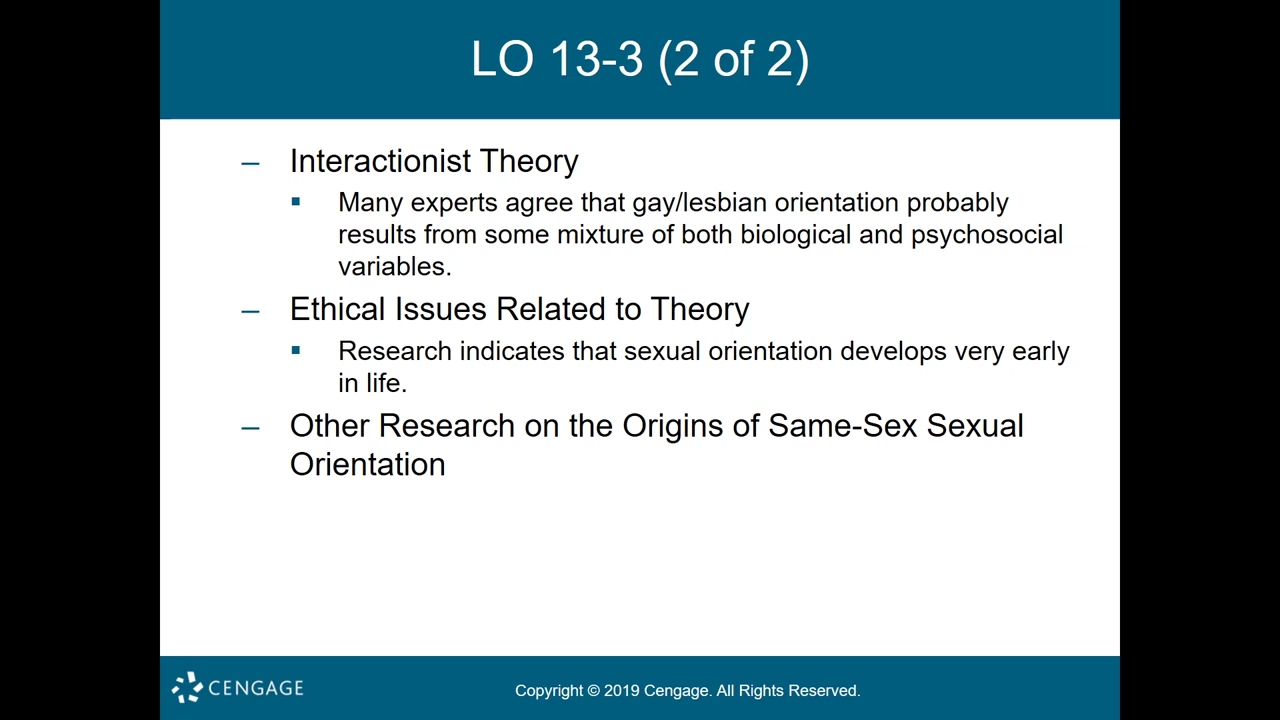 LO 13-3 (2 of 2)
– Interactionist Theory
▪ Many experts agree that gay/lesbian orientation probably
results from some mixture of both biological and psychosocial
variables.
– Ethical Issues Related to Theory
▪ Research indicates that sexual orientation develops very early
in life.
– Other Research on the Origins of Same-Sex Sexual
Orientation
CENGAGE
Copyright © 2019 Cengage. All Rights Reserved.